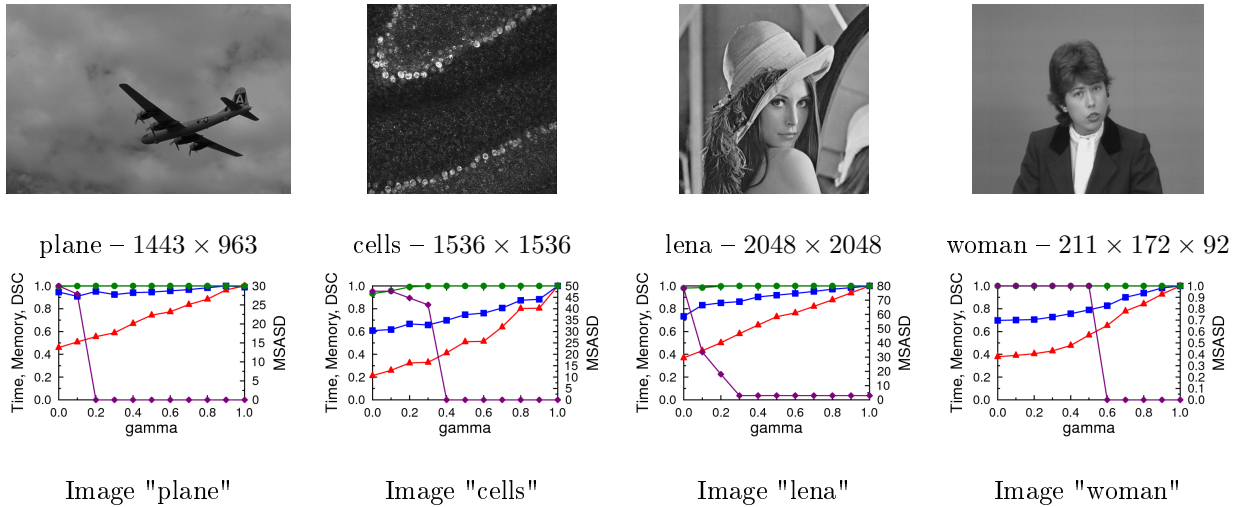 plane – 1443 × 963
cells – 1536 × 1536
lena – 2048 × 2048
woman – 211 × 172 × 92
Time, Memory, DSC
1.0
0.8
0.6
0.4
0.2
0.0
0.0 0.2 0.4 0.6 0.8 1.0
gamma
30
25
20
15
10
5
0
MSASD
Time, Memory, DSC
1.0
0.8
0.6
0.4
0.2
0.0
0.0 0.2 0.4 0.6 0.8 1.0
gamma
50
45
40
35
30
25
20
15
10
5
0
MSASD
Time, Memory, DSC
1.0
0.8
0.6
0.4
0.2
0.0
0.0 0.2 0.4 0.6 0.8 1.0
gamma
80
70
60
50
40
30
20
10
0
MSASD
Time, Memory, DSC
1.0
0.8
0.6
0.4
0.2
0.0
0.0 0.2 0.4 0.6 0.8 1.0
gamma
1.0
0.9
0.8
0.7
0.6
0.5
0.4
0.3
0.2
0.1
0.0
MSASD
Image "plane"
Image "cells"
Image "lena"
Image "woman"